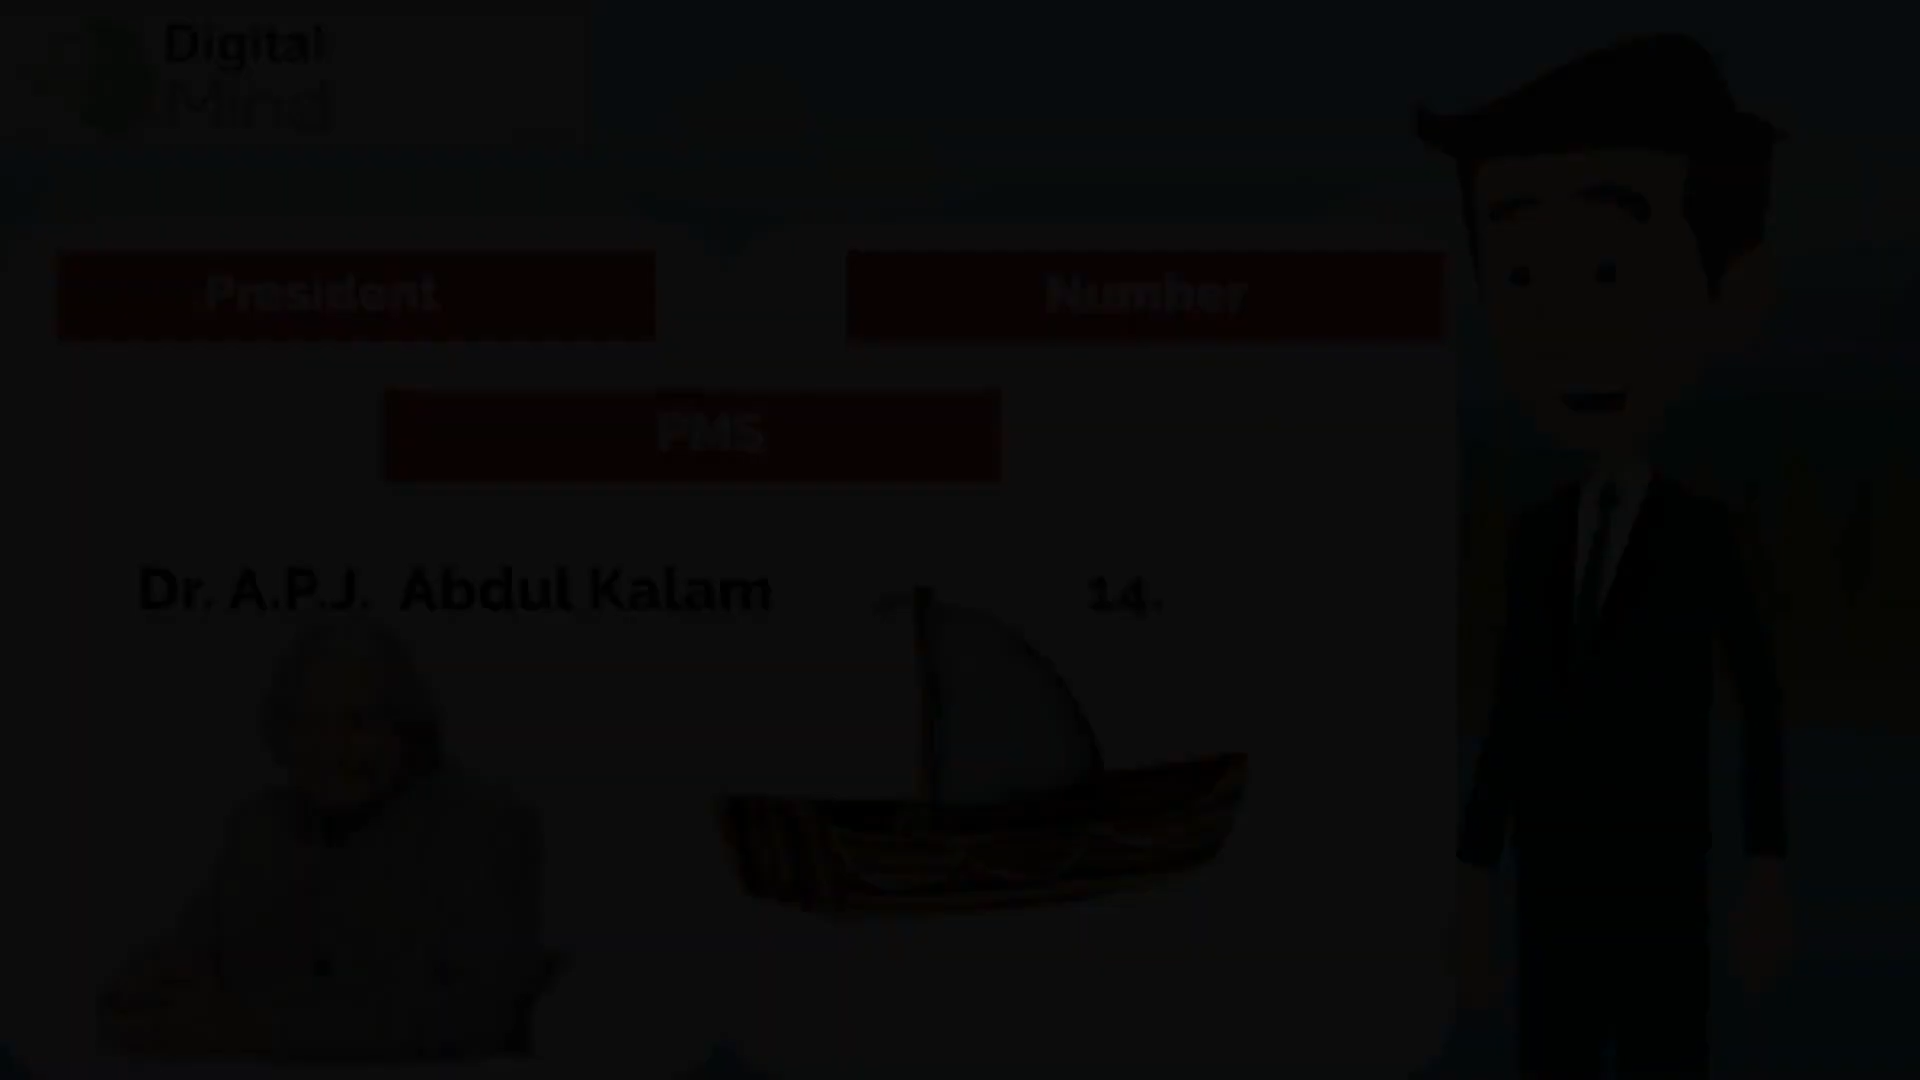 Digital
Mind
President
Number
PMS
Dr. A.P.J. Abdul Kalam
14.